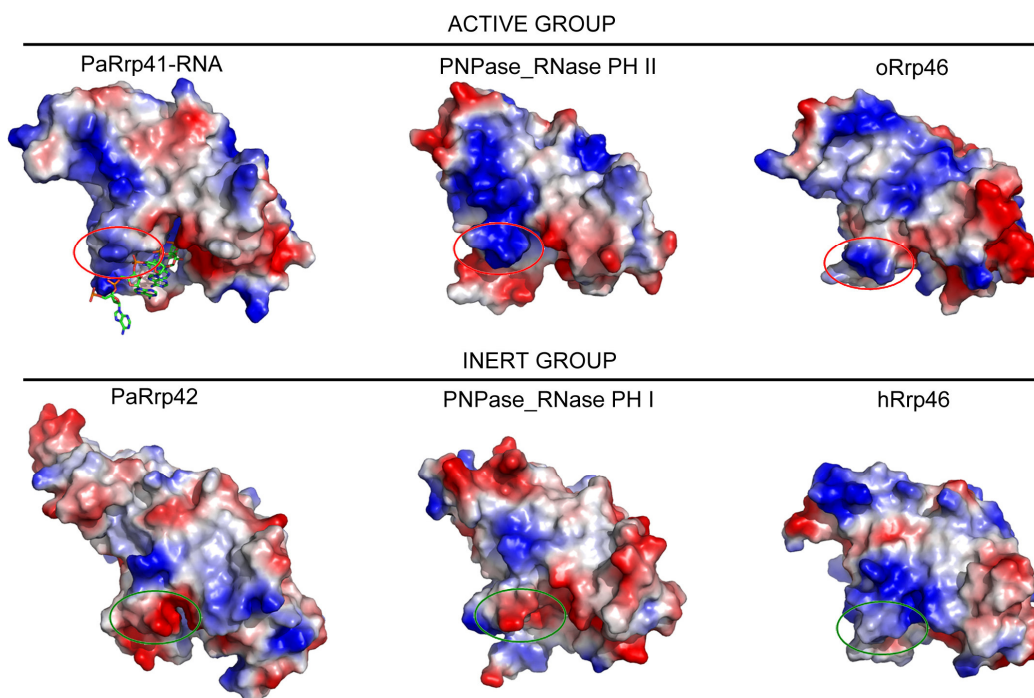 ACTIVE GROUP
PaRrp41-RNA
PNPase_RNase PH II
oRrp46
INERT GROUP
PaRrp42
PNPase_RNase PH I
hRrp46